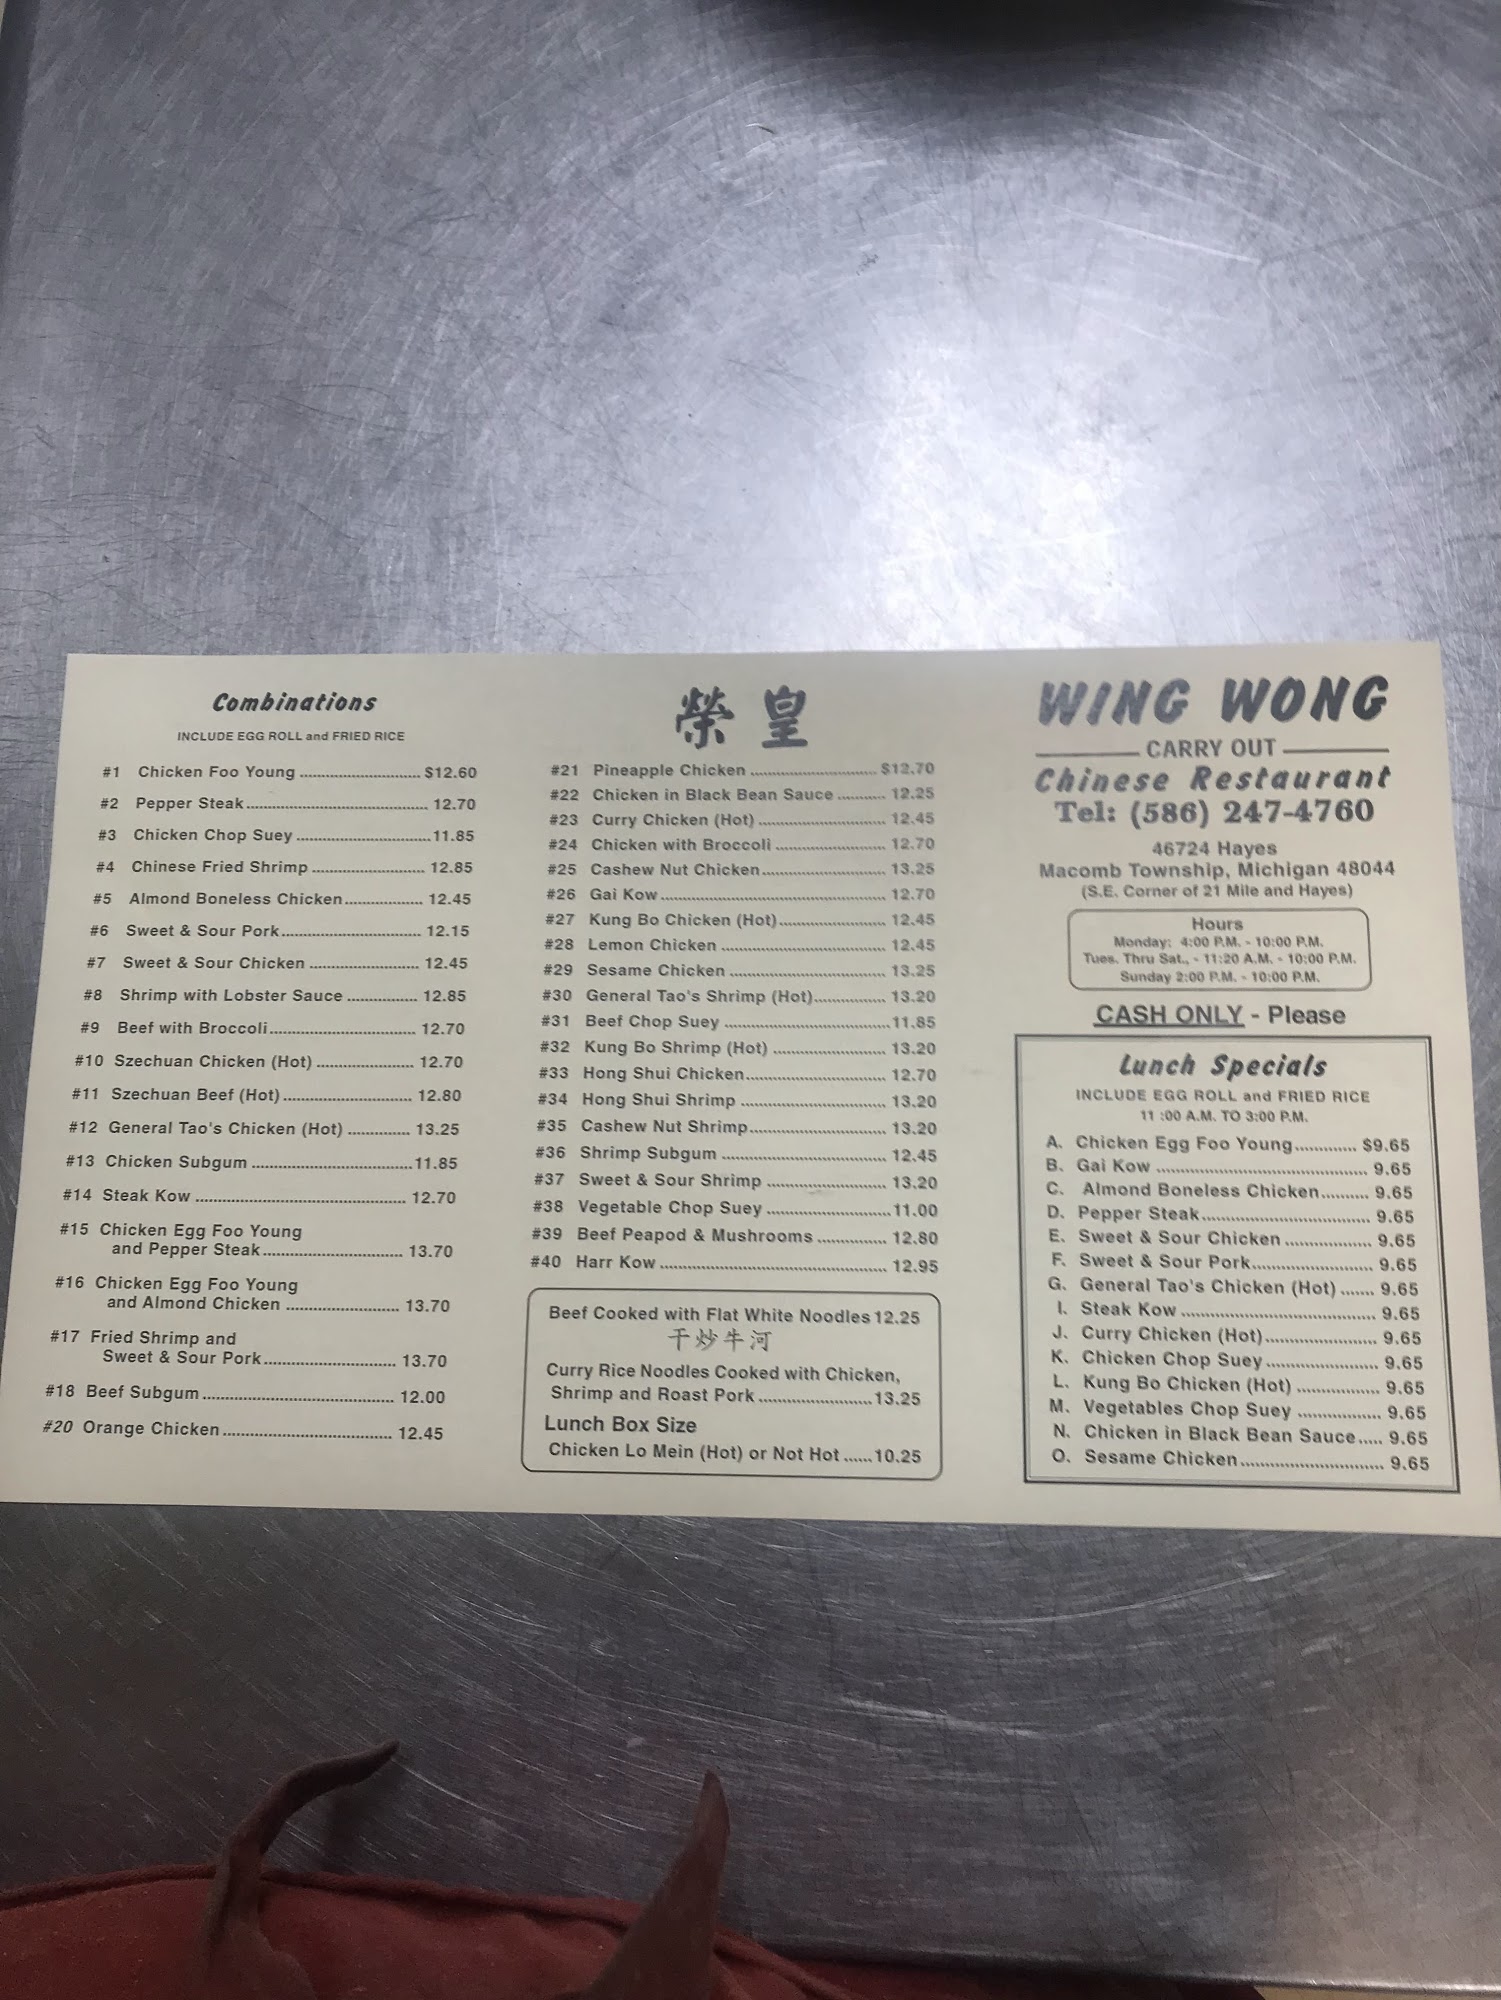 Combinations
INCLUDE EGG ROLL and FRIED RICE
#1 Chicken Foo Young ............ $12.60
#2 Pepper Steak ............ 12.70
#3 Chicken Chop Suey ............ 11.85
#4 Chinese Fried Shrimp ............ 12.85
#5 Almond Boneless Chicken ............ 12.45
#6 Sweet & Sour Pork ............ 12.15
#7 Sweet & Sour Chicken ............ 12.45
#8 Shrimp with Lobster Sauce ............ 12.85
#9 Beef with Broccoli ............ 12.70
#10 Szechuan Chicken (Hot) ............ 12.70
#11 Szechuan Beef (Hot) ............ 12.80
#12 General Tao's Chicken (Hot) ............ 13.25
#13 Chicken Subgum ............ 11.85
#14 Steak Kow ............ 12.70
#15 Chicken Egg Foo Young
and Pepper Steak ............ 13.70
#16 Chicken Egg Foo Young
and Almond Chicken ............ 13.70
#17 Fried Shrimp and
Sweet & Sour Pork ............ 13.70
#18 Beef Subgum ............ 12.00
#20 Orange Chicken ............ 12.45
榮皇
#21 Pineapple Chicken ............ $12.70
#22 Chicken in Black Bean Sauce ............ 12.25
#23 Curry Chicken (Hot) ............ 12.45
#24 Chicken with Broccoli ............ 12.70
#25 Cashew Nut Chicken ............ 13.25
#26 Gai Kow ............ 12.70
#27 Kung Bo Chicken (Hot) ............ 12.45
#28 Lemon Chicken ............ 12.45
#29 Sesame Chicken ............ 13.25
#30 General Tao's Shrimp (Hot) ............ 13.20
#31 Beef Chop Suey ............ 11.85
#32 Kung Bo Shrimp (Hot) ............ 13.20
#33 Hong Shui Chicken ............ 12.70
#34 Hong Shui Shrimp ............ 13.20
#35 Cashew Nut Shrimp ............ 13.20
#36 Shrimp Subgum ............ 12.45
#37 Sweet & Sour Shrimp ............ 13.20
#38 Vegetable Chop Suey ............ 11.00
#39 Beef Peapod & Mushrooms ............ 12.80
#40 Harr Kow ............ 12.95
Beef Cooked with Flat White Noodles 12.25
干炒牛河
Curry Rice Noodles Cooked with Chicken,
Shrimp and Roast Pork ............ 13.25
Lunch Box Size
Chicken Lo Mein (Hot) or Not Hot ...... 10.25
WING WONG
CARRY OUT
Chinese Restaurant
Tel: (586) 247-4760
46724 Hayes
Macomb Township, Michigan 48044
(S.E. Corner of 21 Mile and Hayes)
Hours
Monday: 4:00 P.M. - 10:00 P.M.
Tues. Thru Sat., - 11:20 A.M. - 10:00 P.M.
Sunday 2:00 P.M. - 10:00 P.M.
CASH ONLY - Please
Lunch Specials
INCLUDE EGG ROLL and FRIED RICE
11 :00 A.M. TO 3:00 P.M.
A. Chicken Egg Foo Young ............ $9.65
B. Gai Kow ............ 9.65
C. Almond Boneless Chicken ............ 9.65
D. Pepper Steak ............ 9.65
E. Sweet & Sour Chicken ............ 9.65
F. Sweet & Sour Pork ............ 9.65
G. General Tao's Chicken (Hot) ....... 9.65
I. Steak Kow ............ 9.65
J. Curry Chicken (Hot) ............ 9.65
K. Chicken Chop Suey ............ 9.65
L. Kung Bo Chicken (Hot) ............ 9.65
M. Vegetables Chop Suey ............ 9.65
N. Chicken in Black Bean Sauce ..... 9.65
O. Sesame Chicken ............ 9.65